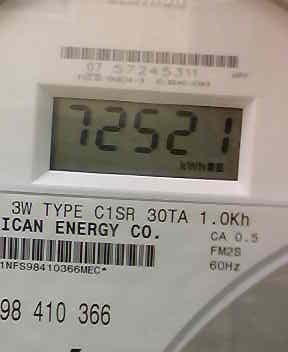 07 57245311
72521
kWh
3W TYPE C1SR 30TA 1.0Kh
ICAN ENERGY CO.
CA 0.5
FM2S
60Hz
1NFS98410366MEC*
98 410 366